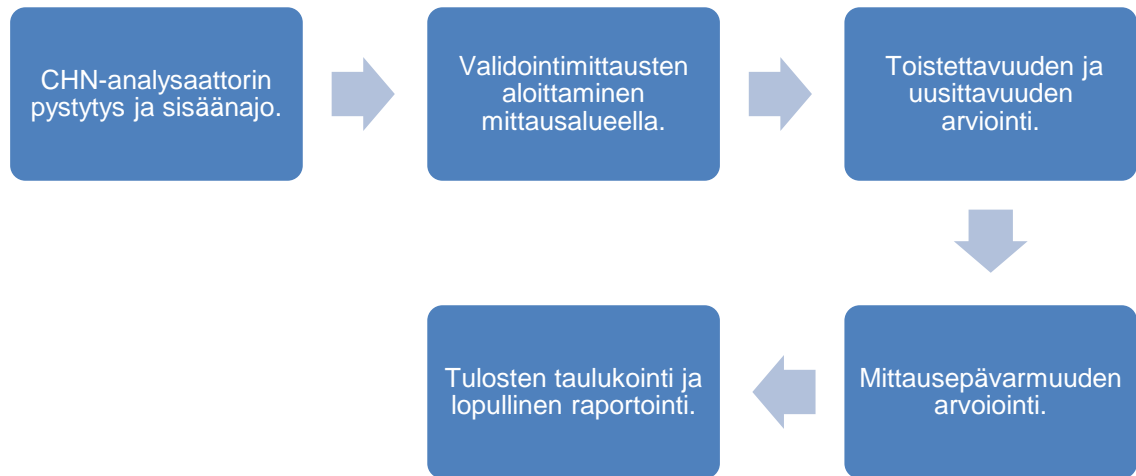 CHN-analysaattorin
pystytys ja sisäänajo.
Validointimittausten
aloittaminen
mittausalueella.
Toistettavuuden ja
uusittavuuden
arviointi.
Mittausepävarmuuden
arvoiointi.
Tulosten taulukointi ja
lopullinen raportointi.